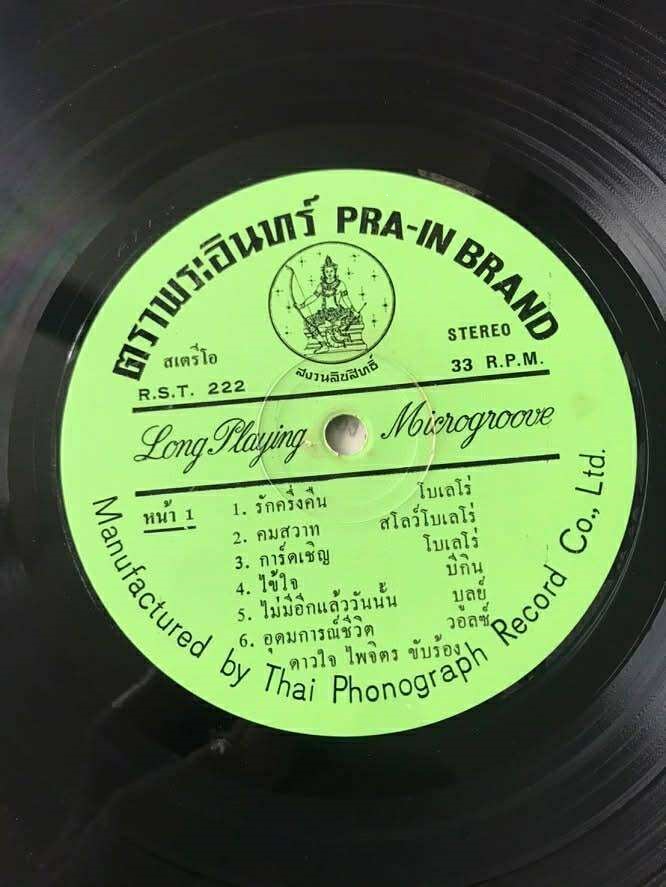 ตราพระอินทร์ PRA-IN BRAND
สงวนลิขสิทธิ์
สเตรีโอ
STEREO
R.S.T. 222
33 R.P.M.
Long Playing Microgroove
หน้า 1
1. รักครึ่งคืน โบเลโร่
2. คมสวาท สโลว์โบเลโร่
3. การ์ดเชิญ โบเลโร่
4. ไข้ใจ บีกิน
5. ไม่มีอีกแล้ววันนั้น บูลย์
6. อุดมการณ์ชีวิต วอลซ์
ดาวใจ ไพจิตร ขับร้อง
Manufactured by Thai Phonograph Record Co., Ltd.